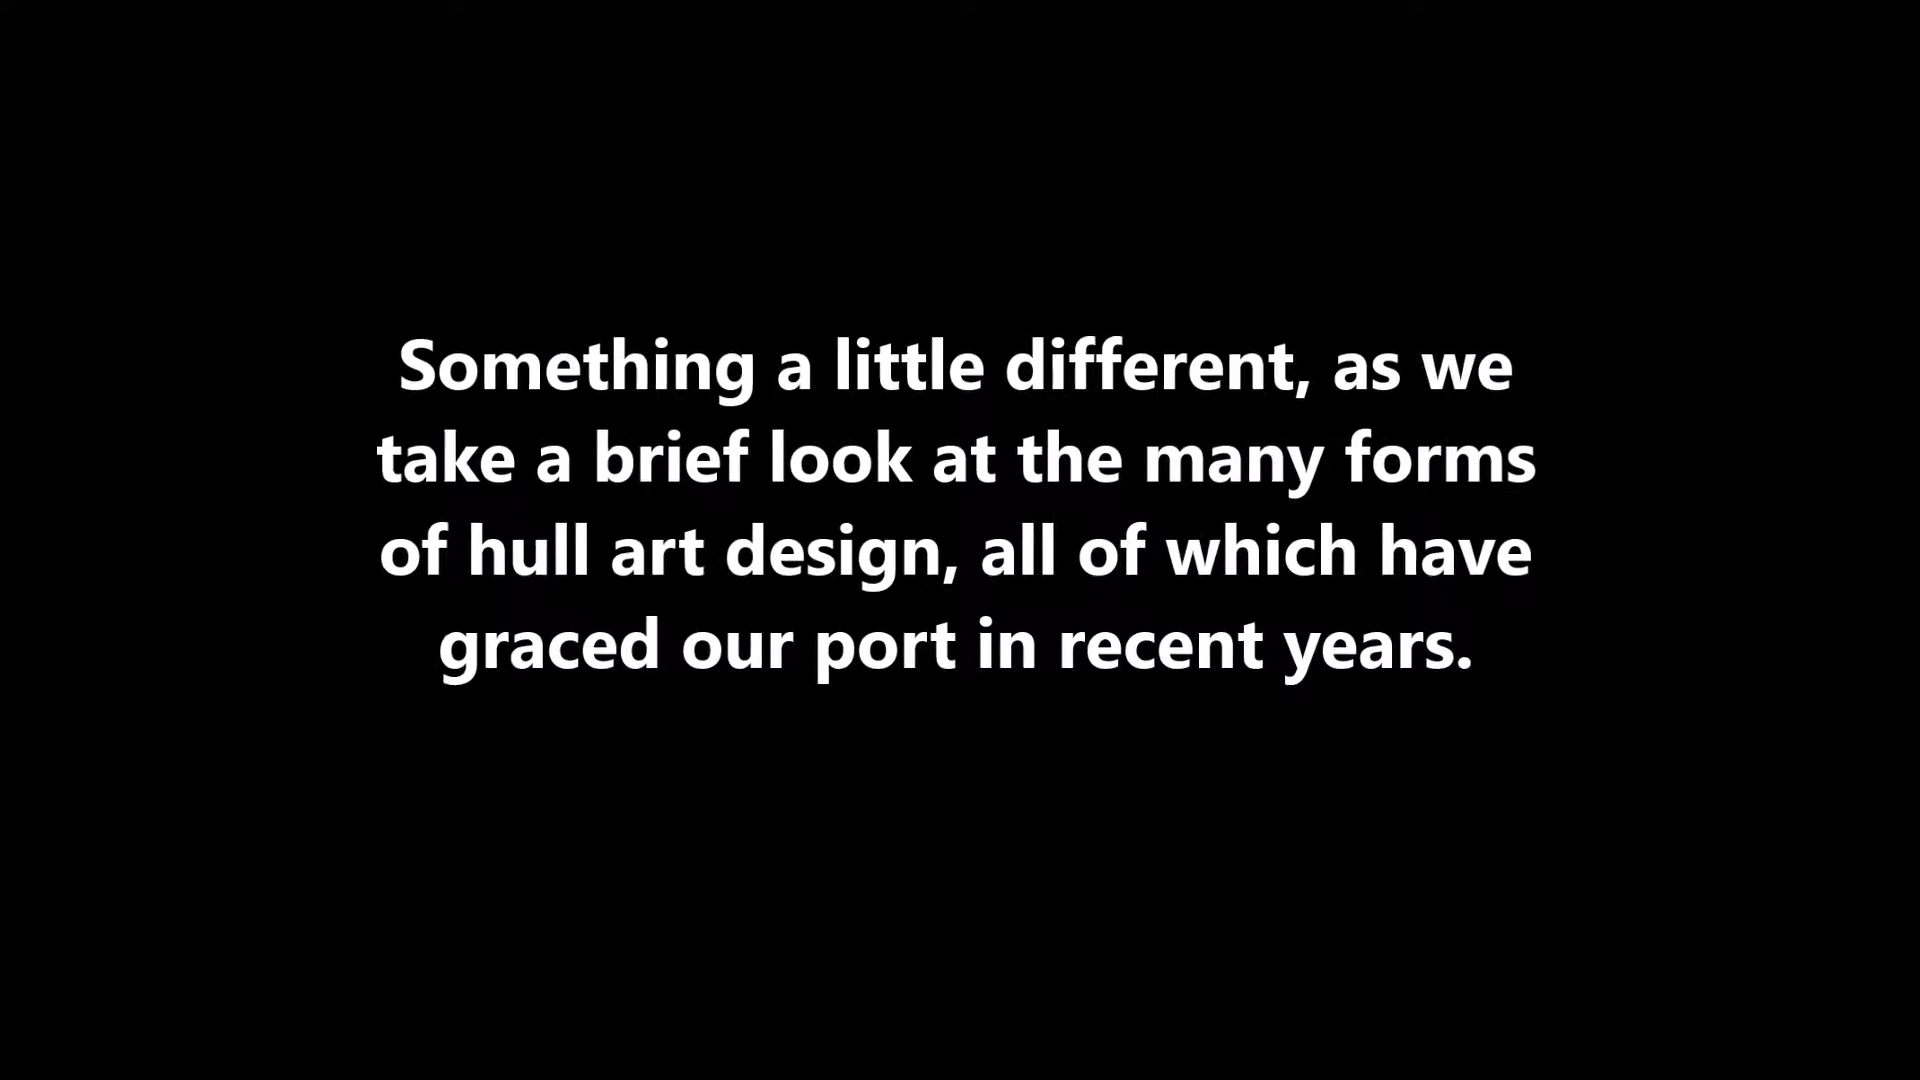 Something a little different, as we
take a brief look at the many forms
of hull art design, all of which have
graced our port in recent years.